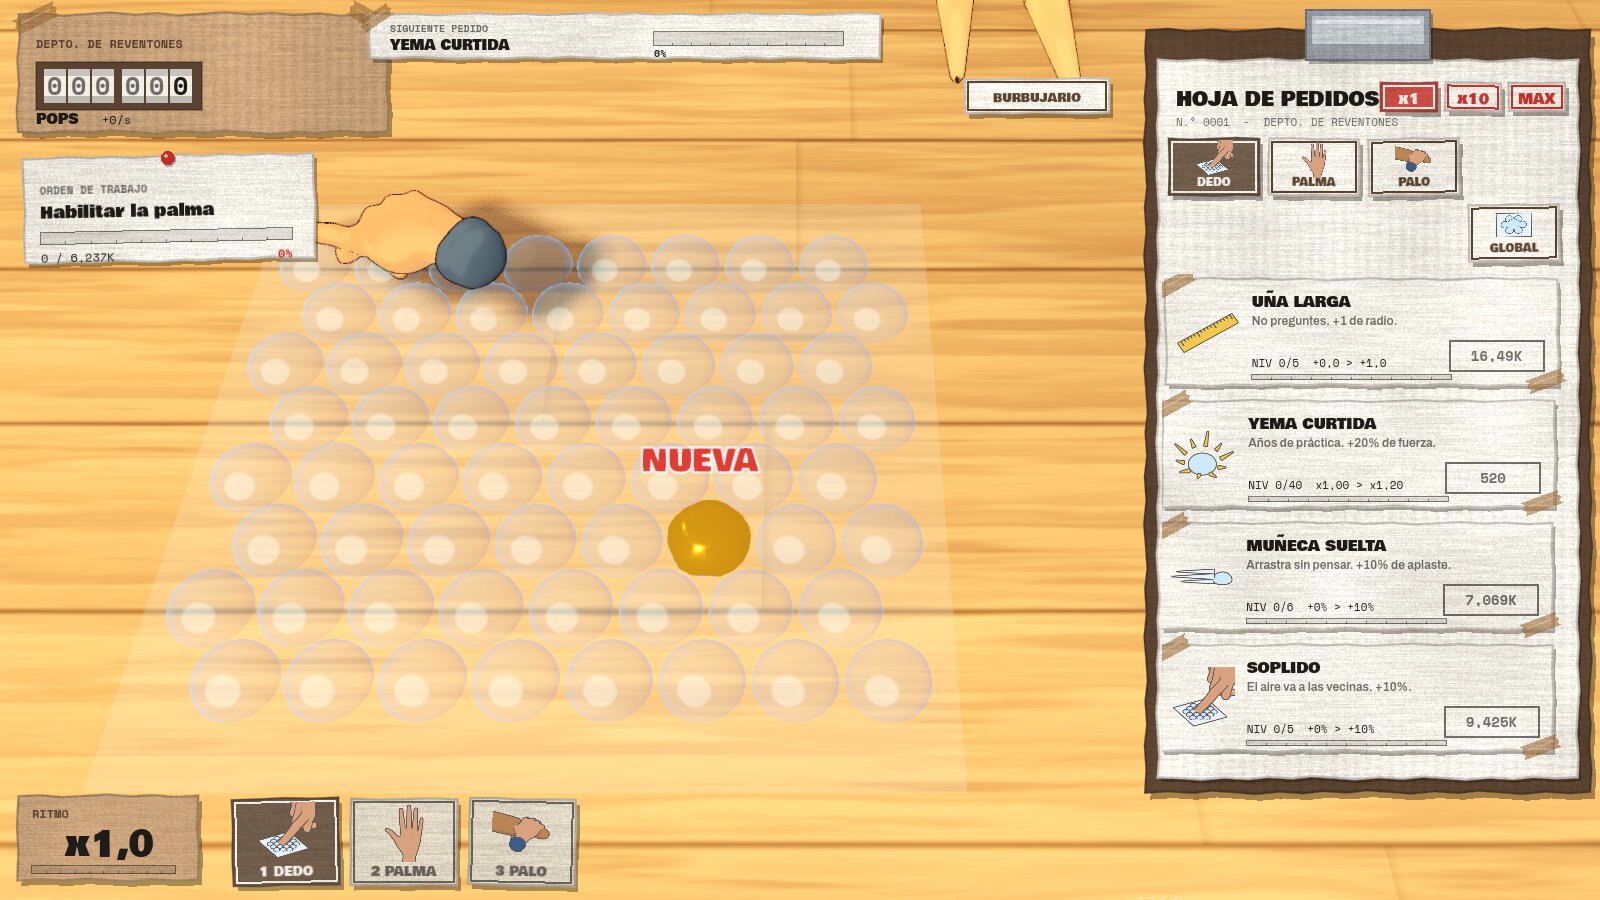 DEPTO. DE REVENTONES
000 000
POPS +0/s
SIGUIENTE PEDIDO
YEMA CURTIDA
0%
BURBUJARIO
ORDEN DE TRABAJO
Habilitar la palma
0 / 6,237K 0%
NUEVA
RITMO
x1,0
1 DEDO
2 PALMA
3 PALO
HOJA DE PEDIDOS
x1
x10
MAX
N.° 0001 - DEPTO. DE REVENTONES
DEDO
PALMA
PALO
GLOBAL
UÑA LARGA
No preguntes. +1 de radio.
NIV 0/5 +0,0 > +1,0
16,49K
YEMA CURTIDA
Años de práctica. +20% de fuerza.
NIV 0/40 x1,00 > x1,20
520
MUÑECA SUELTA
Arrastra sin pensar. +10% de aplaste.
NIV 0/6 +0% > +10%
7,069K
SOPLIDO
El aire va a las vecinas. +10%.
NIV 0/5 +0% > +10%
9,425K